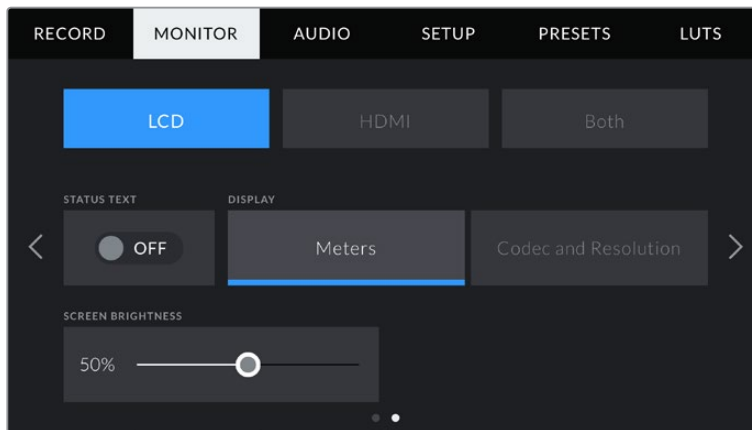 RECORD MONITOR AUDIO SETUP PRESETS LUTS
LCD HDMI Both
STATUS TEXT DISPLAY
OFF Meters Codec and Resolution
SCREEN BRIGHTNESS
50%